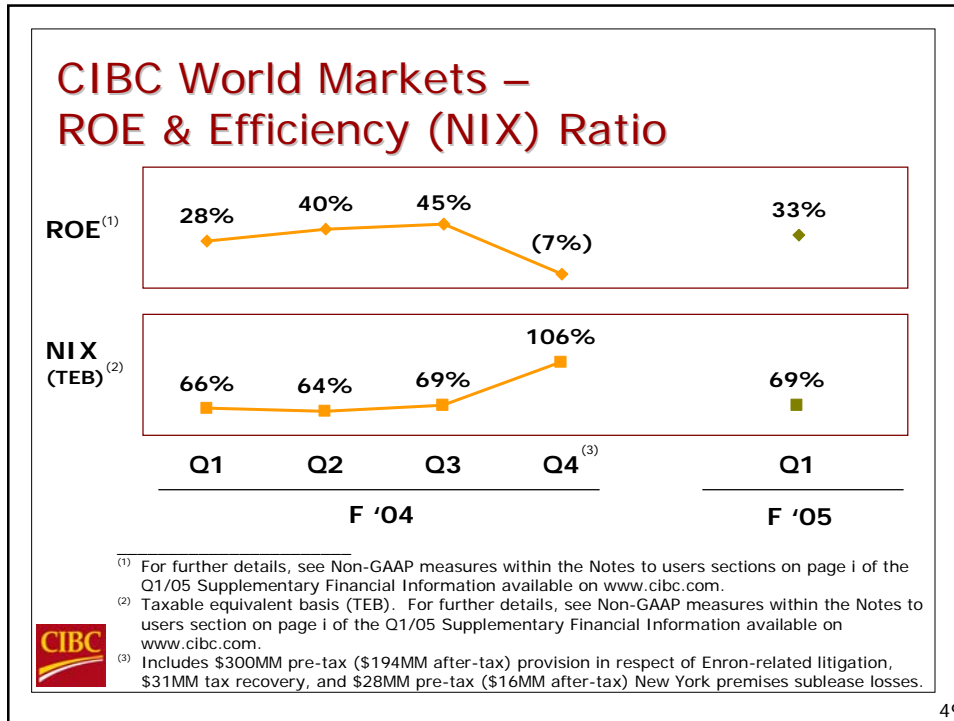 CIBC World Markets –
ROE & Efficiency (NIX) Ratio
ROE(1)
28%
40%
45%
(7%)
33%
NIX
(TEB)(2)
66%
64%
69%
106%
69%
Q1 Q2 Q3 Q4(3) Q1
F ‘04 F ‘05
(1) For further details, see Non-GAAP measures within the Notes to users sections on page i of the
Q1/05 Supplementary Financial Information available on www.cibc.com.
(2) Taxable equivalent basis (TEB). For further details, see Non-GAAP measures within the Notes to
users section on page i of the Q1/05 Supplementary Financial Information available on
www.cibc.com.
(3) Includes $300MM pre-tax ($194MM after-tax) provision in respect of Enron-related litigation,
$31MM tax recovery, and $28MM pre-tax ($16MM after-tax) New York premises sublease losses.
CIBC